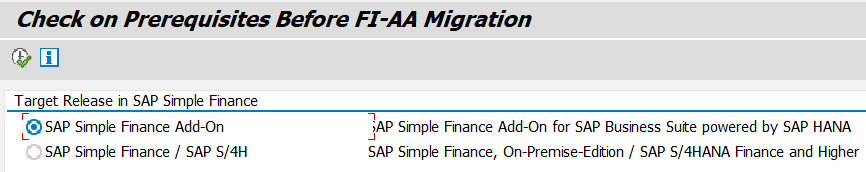 Check on Prerequisites Before FI-AA Migration
Target Release in SAP Simple Finance
SAP Simple Finance Add-On SAP Simple Finance Add-On for SAP Business Suite powered by SAP HANA
SAP Simple Finance / SAP S/4H SAP Simple Finance, On-Premise-Edition / SAP S/4HANA Finance and Higher